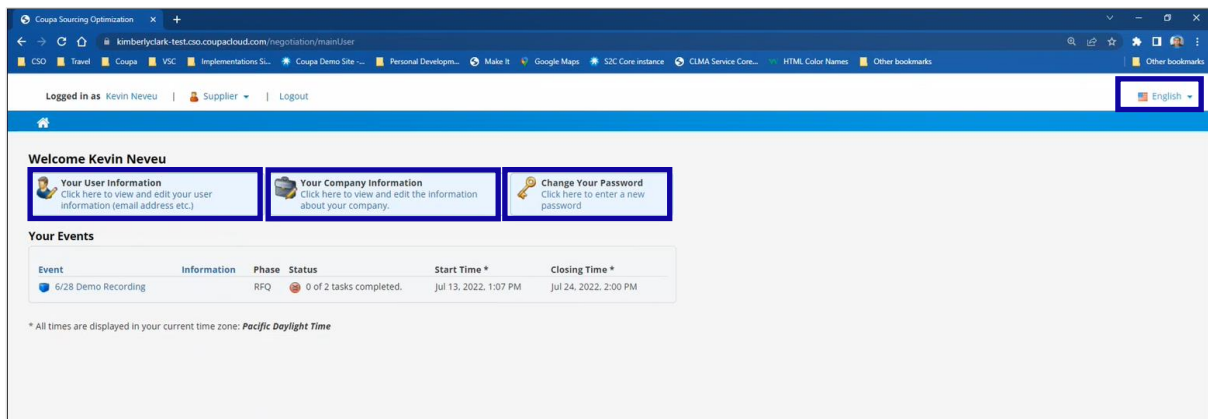 Coupa Sourcing Optimization
kimberlyclark-test.cso.coupacloud.com/negotiation/mainUser
CSO Travel Coupa VSC Implementations Si... Coupa Demo Site -... Personal Developm... Make It Google Maps S2C Core instance CLMA Service Core... HTML Color Names Other bookmarks Other bookmarks
Logged in as Kevin Neveu | Supplier | Logout English
Welcome Kevin Neveu
Your User Information
Click here to view and edit your user
information (email address etc.)
Your Company Information
Click here to view and edit the information
about your company.
Change Your Password
Click here to enter a new
password
Your Events
Event Information Phase Status Start Time * Closing Time *
6/28 Demo Recording RFQ 0 of 2 tasks completed. Jul 13, 2022, 1:07 PM Jul 24, 2022, 2:00 PM
* All times are displayed in your current time zone: Pacific Daylight Time